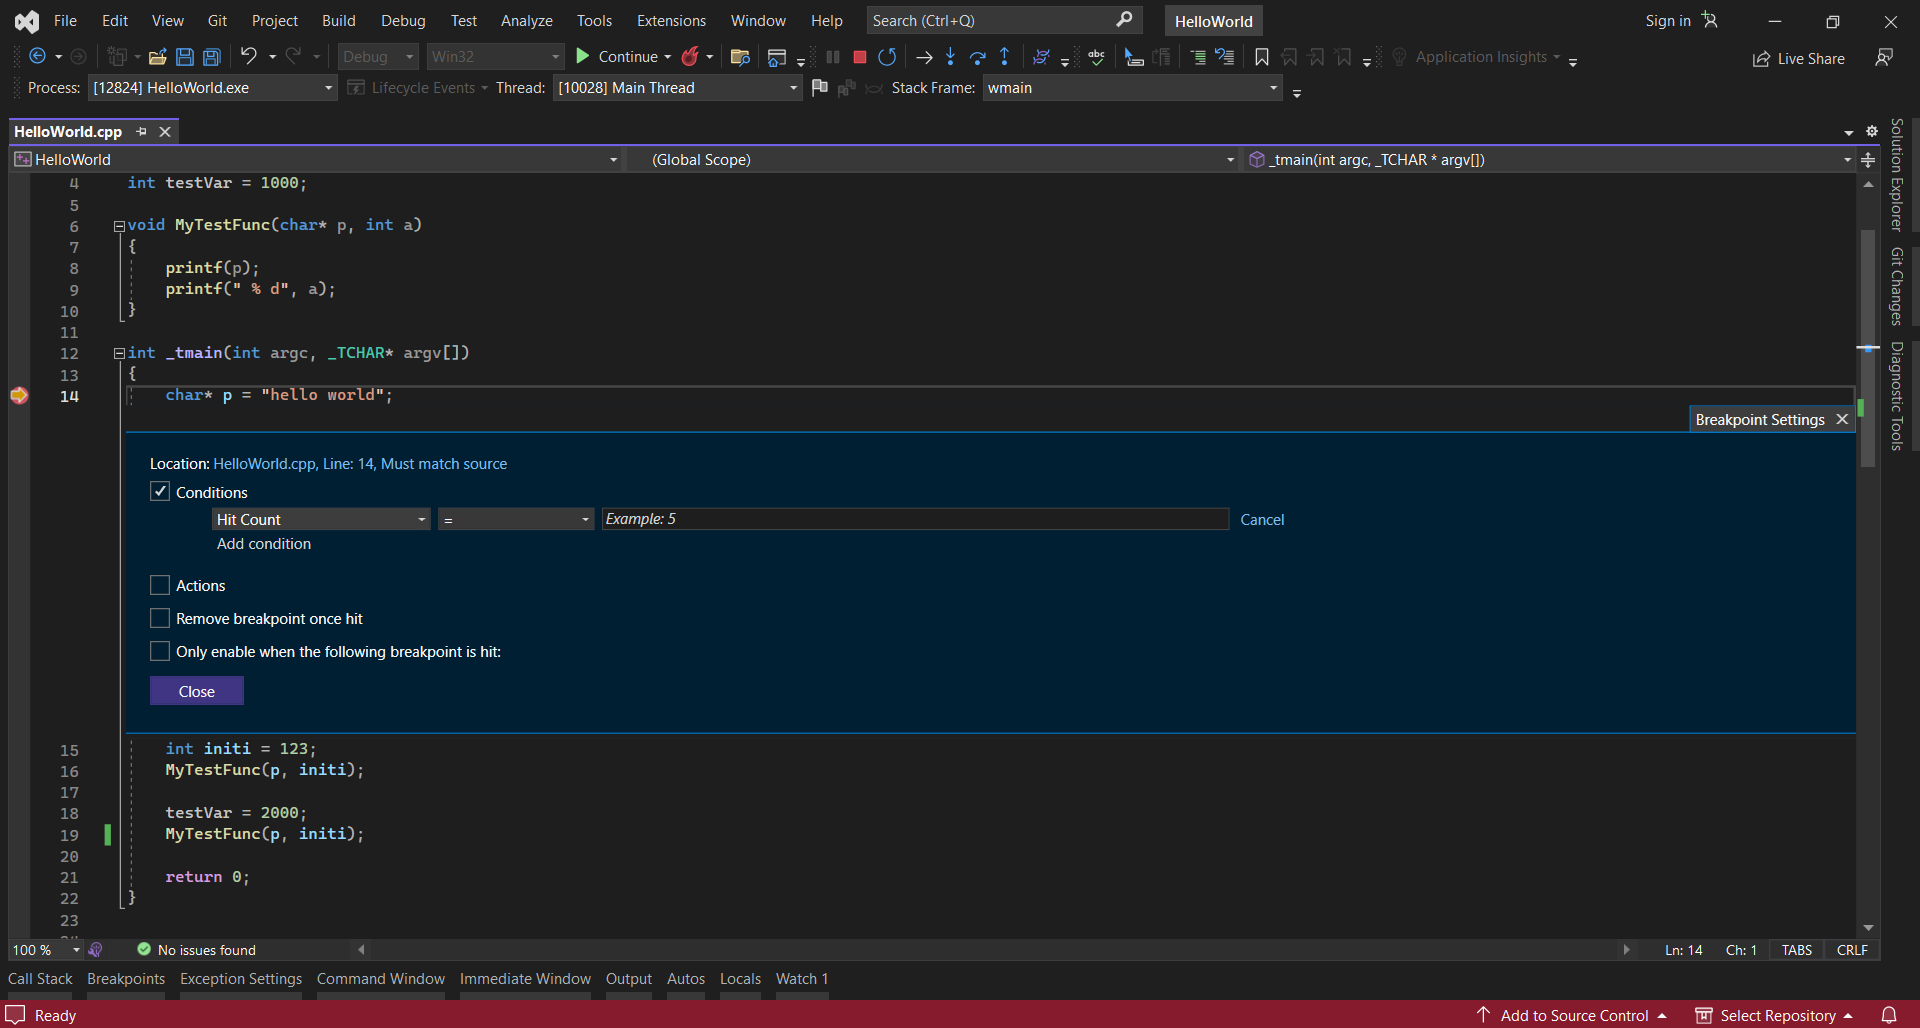 File Edit View Git Project Build Debug Test Analyze Tools Extensions Window Help Search (Ctrl+Q) HelloWorld Sign in
Debug Win32 Continue abc Application Insights Live Share
Process: [12824] HelloWorld.exe Lifecycle Events Thread: [10028] Main Thread Stack Frame: wmain
HelloWorld.cpp
HelloWorld (Global Scope) _tmain(int argc, _TCHAR * argv[])
4 int testVar = 1000;
5
6 void MyTestFunc(char* p, int a)
7 {
8 printf(p);
9 printf(" % d", a);
10 }
11
12 int _tmain(int argc, _TCHAR* argv[])
13 {
14 char* p = "hello world";
Breakpoint Settings
Location: HelloWorld.cpp, Line: 14, Must match source
Conditions
Hit Count = Example: 5 Cancel
Add condition
Actions
Remove breakpoint once hit
Only enable when the following breakpoint is hit:
Close
15 int initi = 123;
16 MyTestFunc(p, initi);
17
18 testVar = 2000;
19 MyTestFunc(p, initi);
20
21 return 0;
22 }
23
Solution Explorer
Git Changes
Diagnostic Tools
100 % No issues found Ln: 14 Ch: 1 TABS CRLF
Call Stack Breakpoints Exception Settings Command Window Immediate Window Output Autos Locals Watch 1
Ready Add to Source Control Select Repository